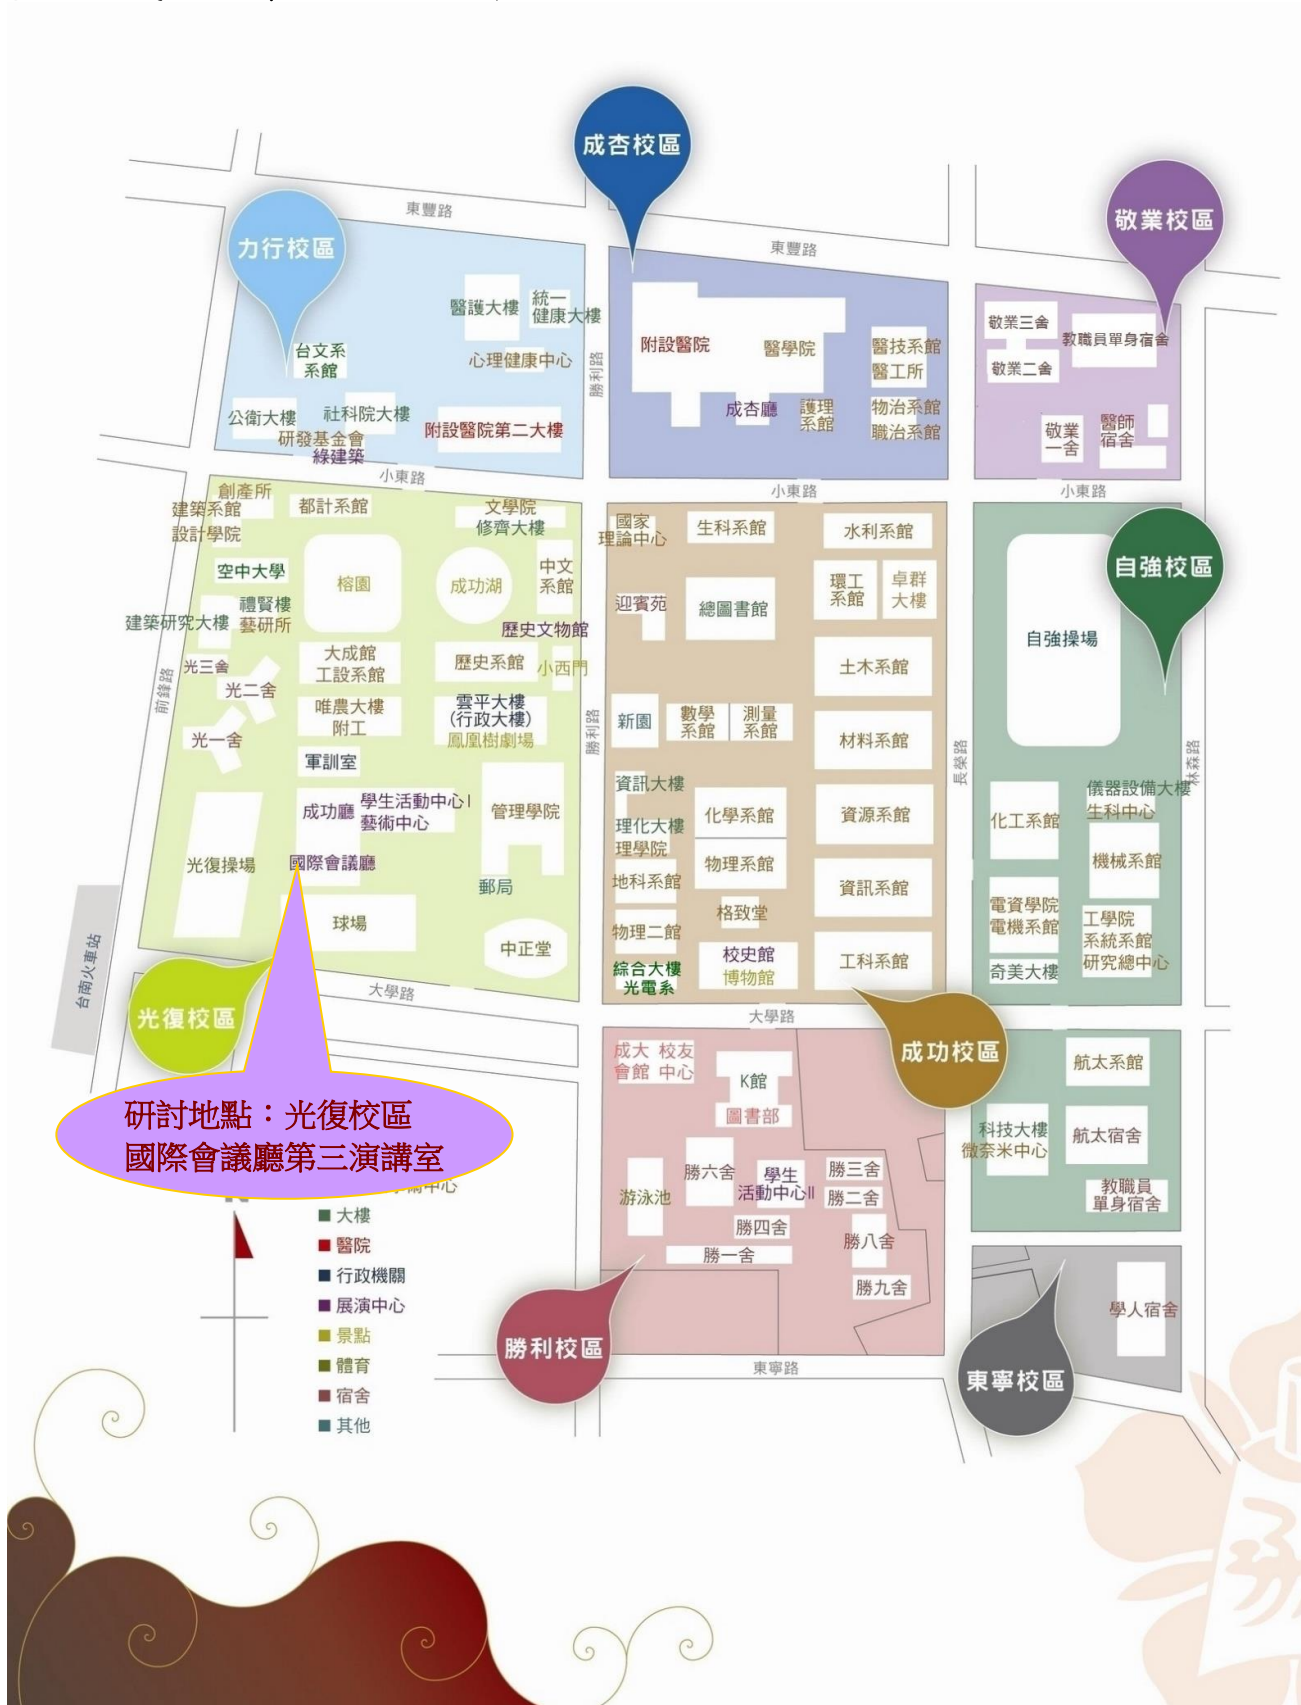 成杏校區
敬業校區
力行校區
東豐路
東豐路
勝利路
醫護大樓
統一
健康大樓
心理健康中心
台文系
系館
公衛大樓
社科院大樓
研發基金會
綠建築
附設醫院第二大樓
附設醫院
醫學院
成杏廳
護理
系館
醫技系館
醫工所
物治系館
職治系館
敬業三舍
敬業二舍
教職員單身宿舍
敬業
一舍
醫師
宿舍
小東路
小東路
小東路
創產所
建築系館
設計學院
都計系館
文學院
修齊大樓
空中大學
榕園
成功湖
中文
系館
禮賢樓
藝研所
建築研究大樓
歷史文物館
光三舍
光二舍
光一舍
大成館
工設系館
歷史系館
小西門
唯農大樓
附工
雲平大樓
(行政大樓)
鳳凰樹劇場
軍訓室
成功廳
學生活動中心I
藝術中心
管理學院
國際會議廳
光復操場
郵局
球場
中正堂
前鋒路
勝利路
台南火車站
大學路
光復校區
國家
理論中心
生科系館
水利系館
迎賓苑
總圖書館
環工
系館
卓群
大樓
土木系館
新園
數學
系館
測量
系館
材料系館
資訊大樓
化學系館
資源系館
理化大樓
理學院
物理系館
地科系館
資訊系館
格致堂
物理二館
校史館
博物館
工科系館
綜合大樓
光電系
大學路
成功校區
長榮路
自強校區
自強操場
林森路
儀器設備大樓
生科中心
化工系館
機械系館
電資學院
電機系館
工學院
系統系館
研究總中心
奇美大樓
航太系館
科技大樓
微奈米中心
航太宿舍
教職員
單身宿舍
成大
會館
校友
中心
K館
圖書部
勝六舍
學生
活動中心II
勝三舍
勝二舍
游泳池
勝四舍
勝一舍
勝八舍
勝九舍
勝利校區
東寧路
東寧校區
學人宿舍
研討地點：光復校區
國際會議廳第三演講室
大樓
醫院
行政機關
展演中心
景點
體育
宿舍
其他